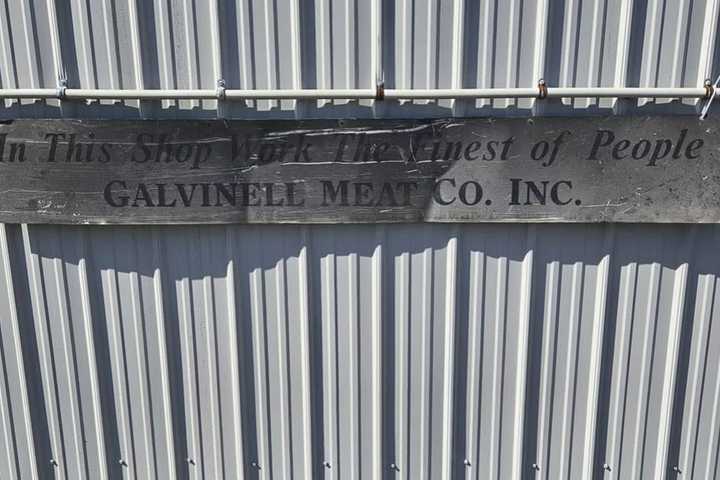 In This Shop Work The Finest of People
GALVINELL MEAT CO. INC.